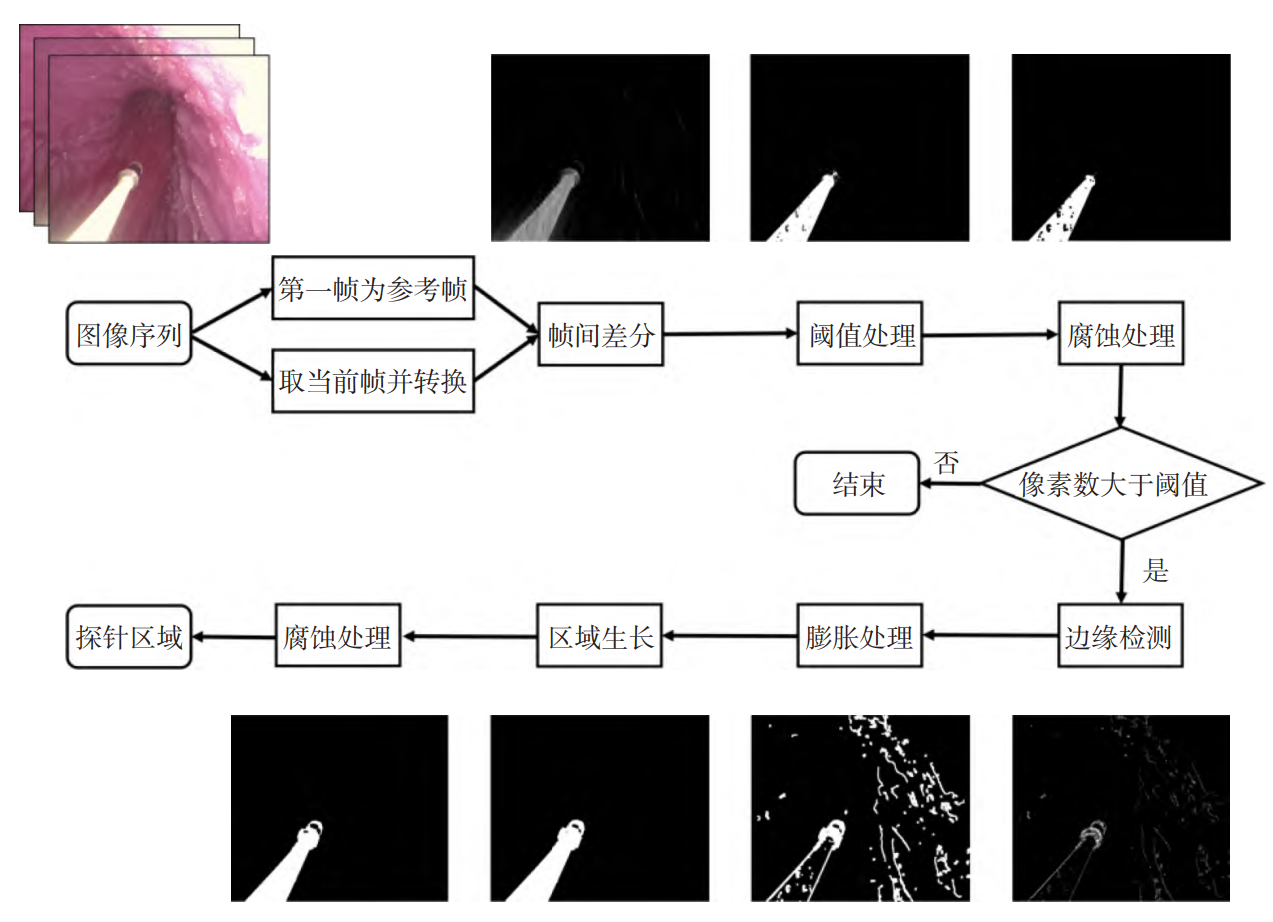 图像序列
第一帧为参考帧
取当前帧并转换
帧间差分
阈值处理
腐蚀处理
像素数大于阈值
否
结束
是
边缘检测
膨胀处理
区域生长
腐蚀处理
探针区域